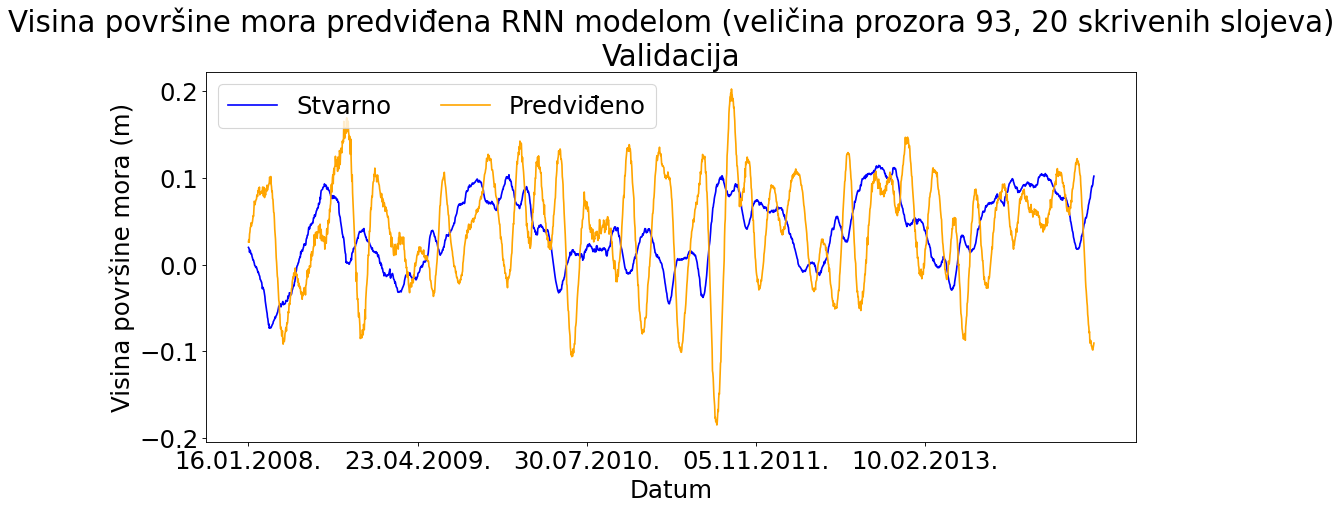 Visina površine mora predviđena RNN modelom (veličina prozora 93, 20 skrivenih slojeva)
Validacija
Stvarno Predviđeno
Visina površine mora (m)
0.2
0.1
0.0
−0.1
−0.2
16.01.2008. 23.04.2009. 30.07.2010. 05.11.2011. 10.02.2013.
Datum